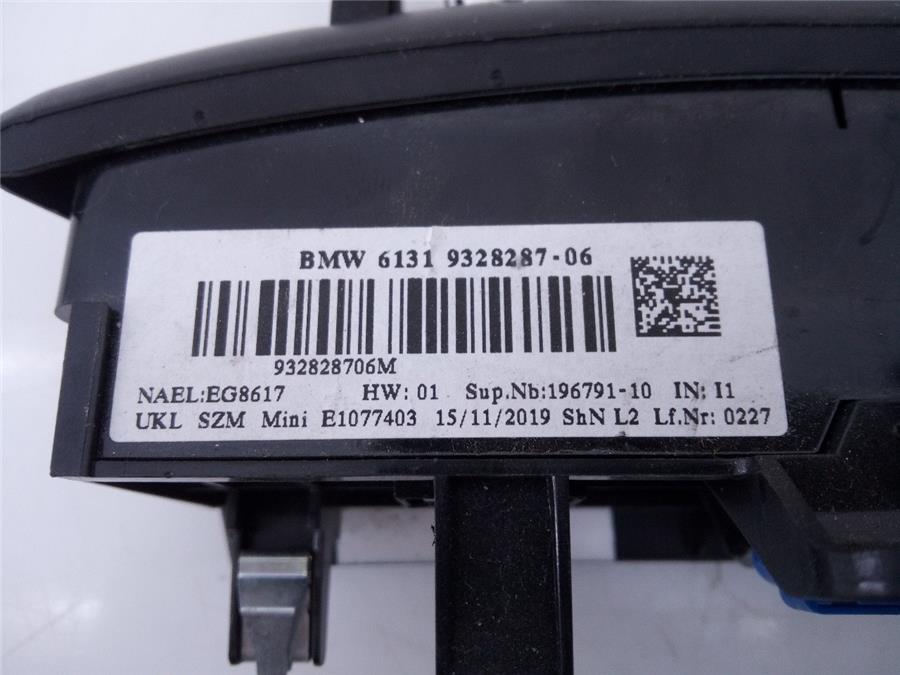 BMW 6131 9328287-06
932828706M
NAEL:EG8617 HW: 01 Sup.Nb:196791-10 IN: I1
UKL SZM Mini E1077403 15/11/2019 ShN L2 Lf.Nr: 0227